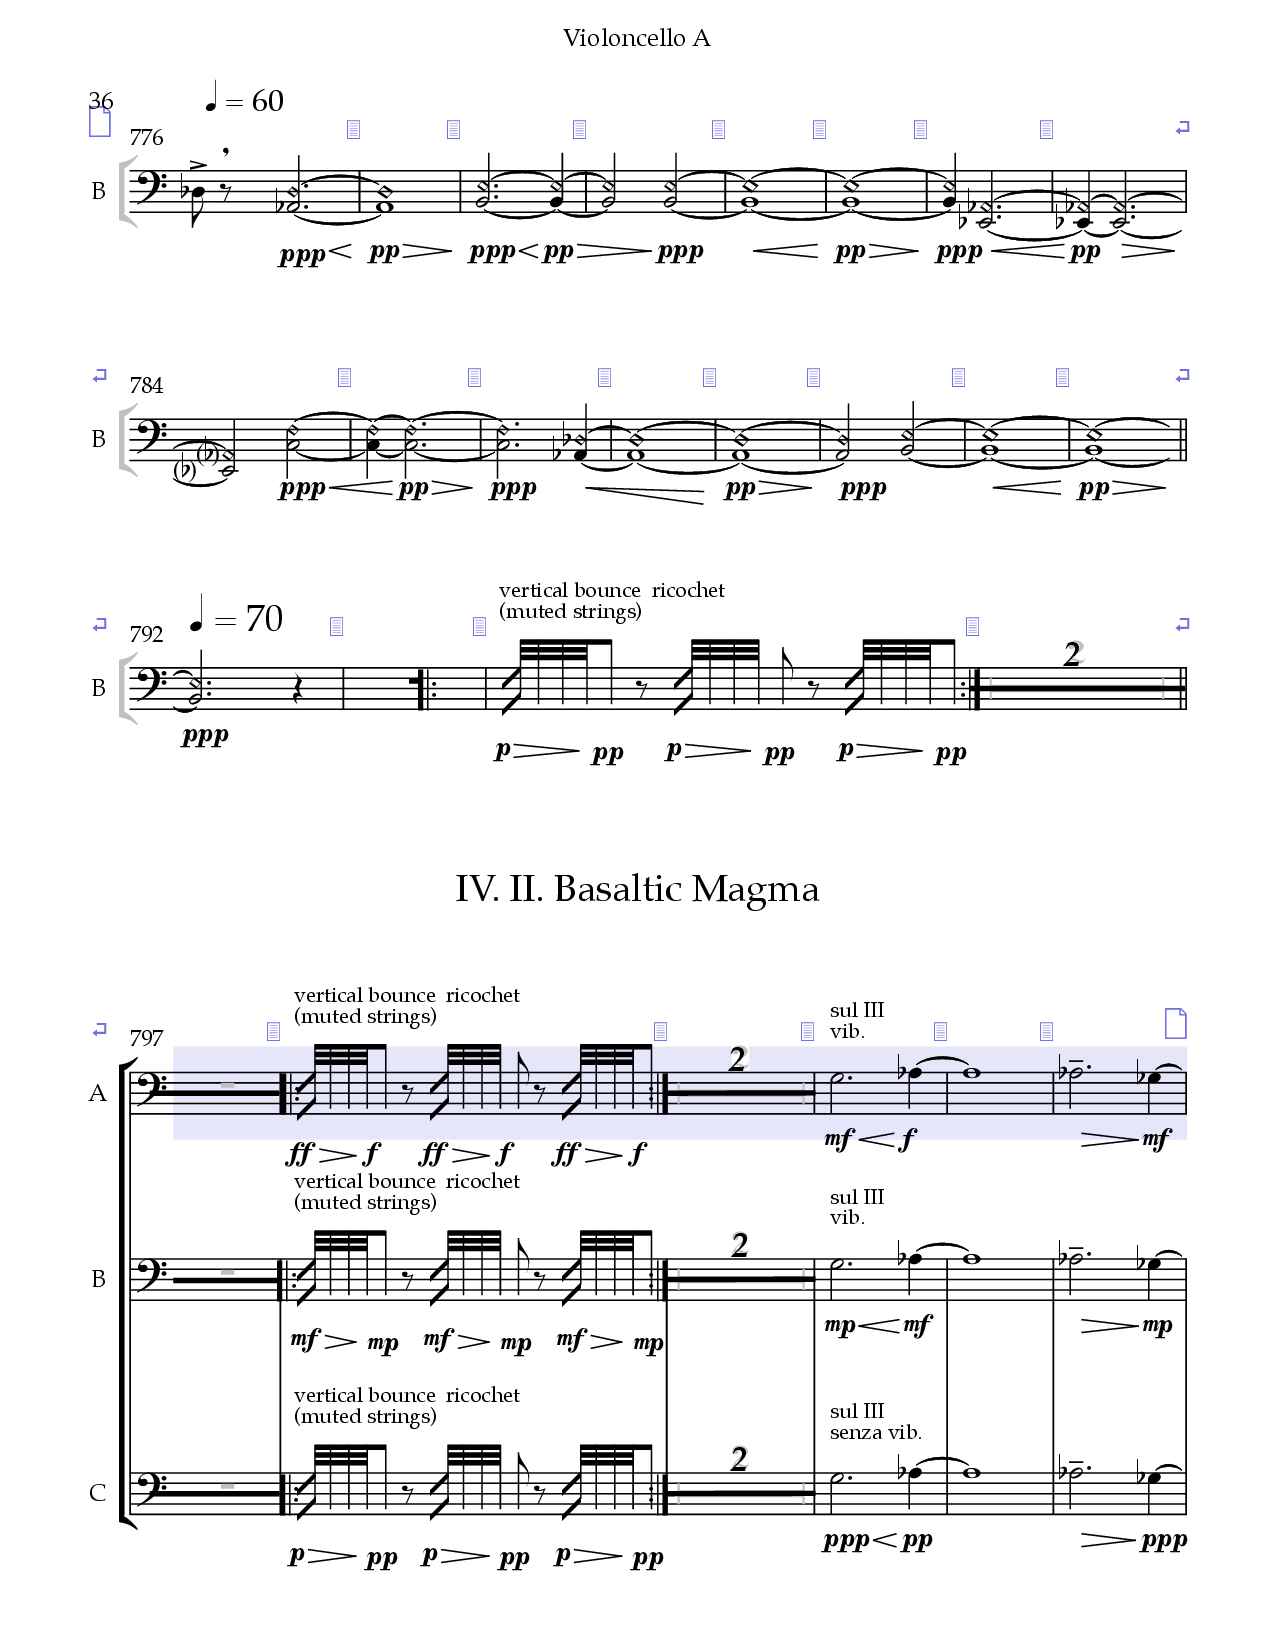 Violoncello A
36
♩ = 60
776
B
ppp pp ppp pp ppp pp ppp pp
784
B
ppp pp ppp pp ppp pp
vertical bounce ricochet
(muted strings)
♩ = 70
792
2
B
ppp p pp p pp p pp
IV. II. Basaltic Magma
vertical bounce ricochet
(muted strings)
sul III
vib.
797
2
A
ff f ff f ff f mf f mf
vertical bounce ricochet
(muted strings)
sul III
vib.
2
B
mf mp mf mp mf mp mp mf mp
vertical bounce ricochet
(muted strings)
sul III
senza vib.
2
C
p pp p pp p pp ppp pp ppp